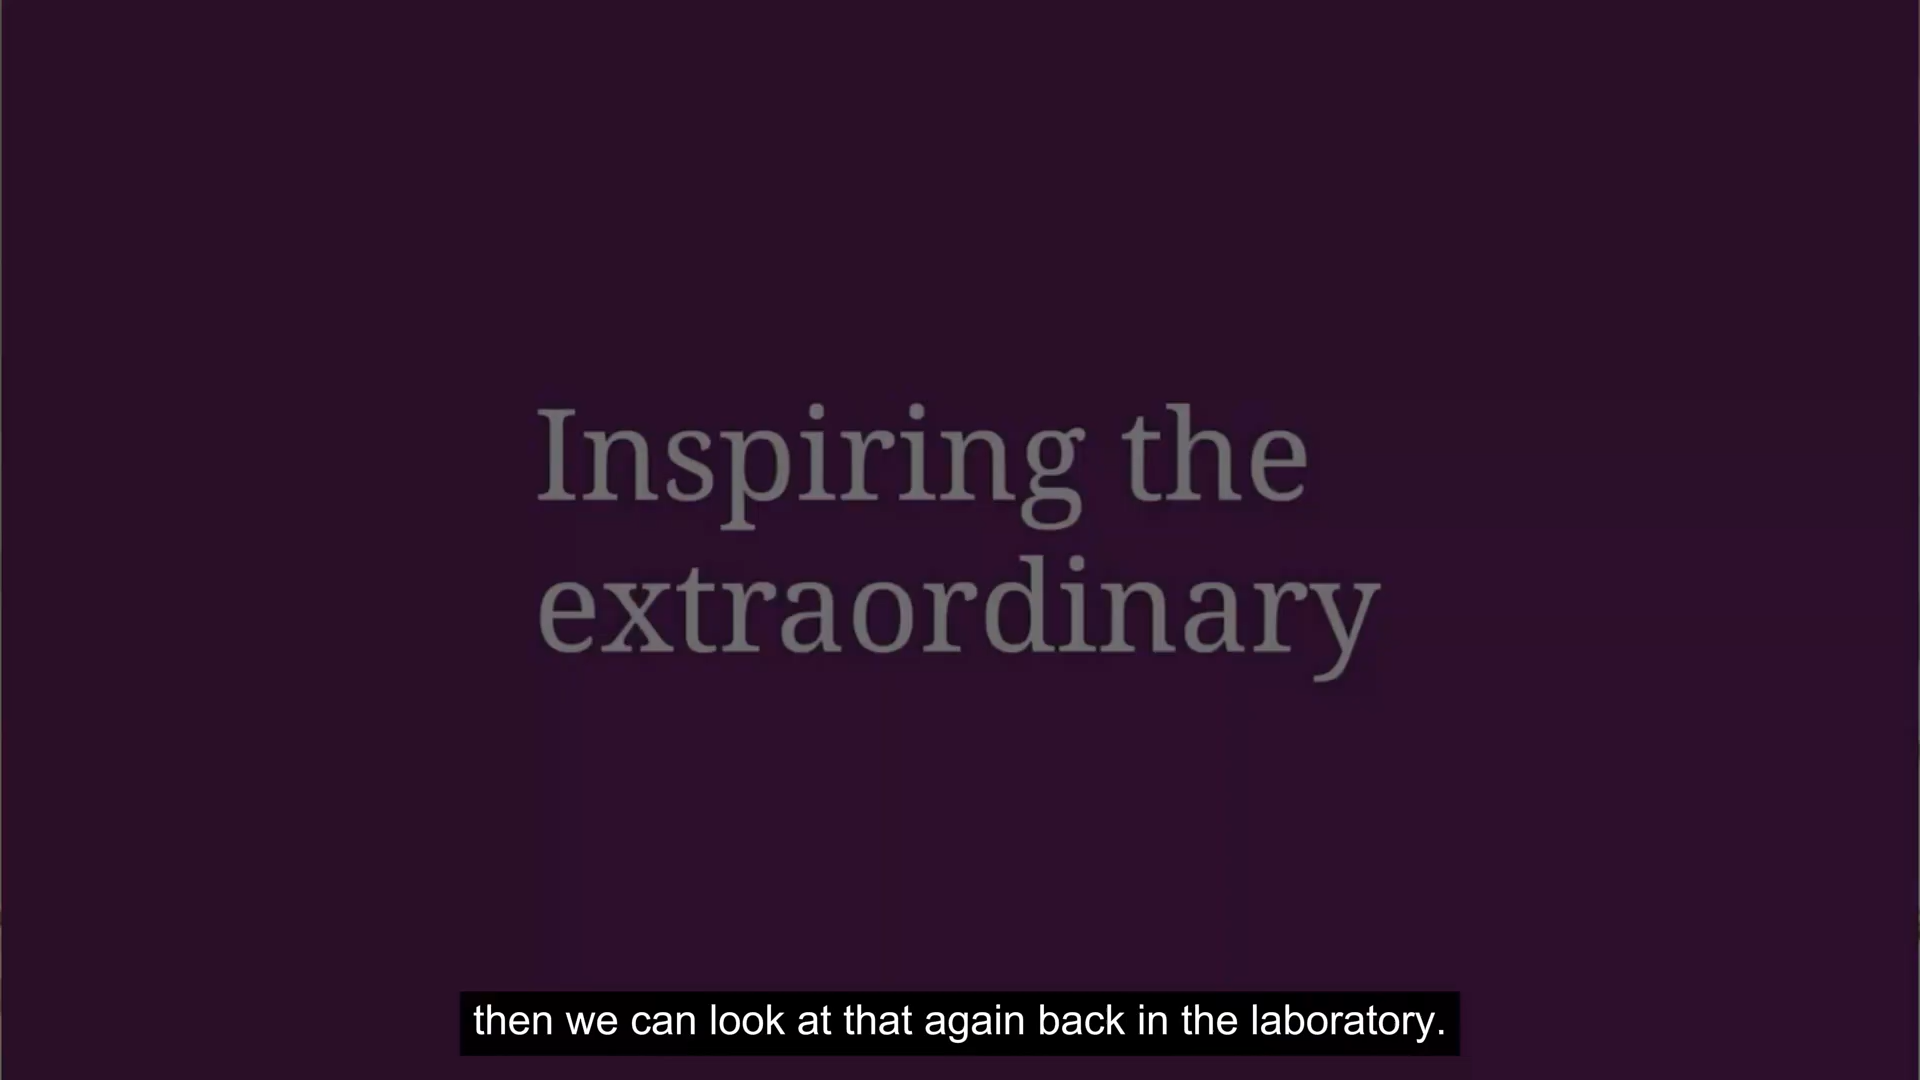 Inspiring the
extraordinary
then we can look at that again back in the laboratory.